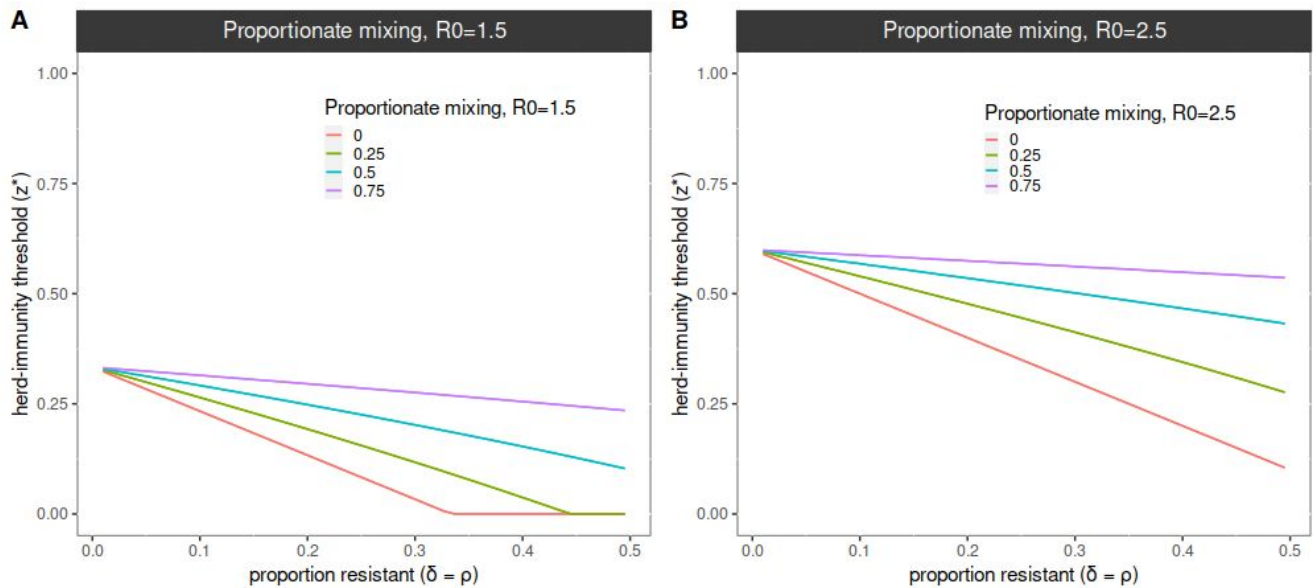 A
Proportionate mixing, R0=1.5
1.00
0.75
0.50
0.25
0.00
herd-immunity threshold (z*)
Proportionate mixing, R0=1.5
0
0.25
0.5
0.75
0.0 0.1 0.2 0.3 0.4 0.5
proportion resistant (δ = ρ)
B
Proportionate mixing, R0=2.5
1.00
0.75
0.50
0.25
0.00
herd-immunity threshold (z*)
Proportionate mixing, R0=2.5
0
0.25
0.5
0.75
0.0 0.1 0.2 0.3 0.4 0.5
proportion resistant (δ = ρ)